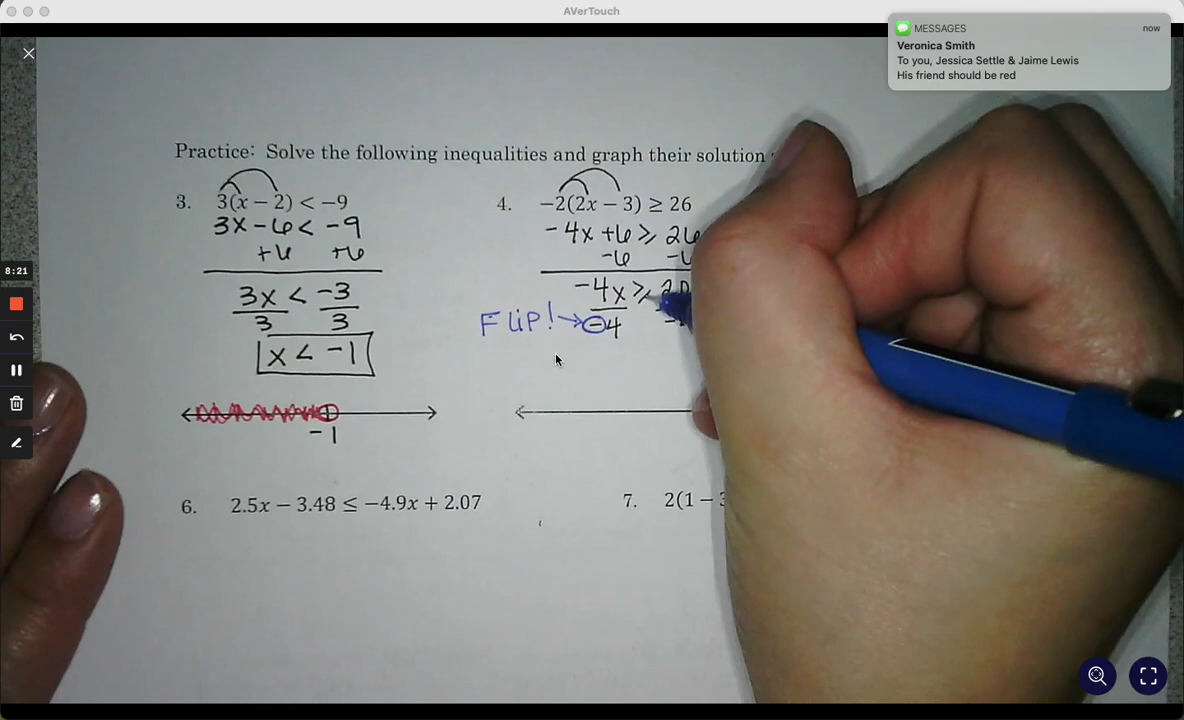 AVerTouch
MESSAGES
now
Veronica Smith
To you, Jessica Settle & Jaime Lewis
His friend should be red
Practice: Solve the following inequalities and graph their solution
3. 3(x − 2) < −9
3x - 6 < -9
+6 +6
3x < -3
3 3
x < -1
-1
4. −2(2x − 3) ≥ 26
-4x + 6 ≥ 26
-6
-4x ≥ 20
FLIP! → -4
8:21
6. 2.5x − 3.48 ≤ −4.9x + 2.07
7. 2(1 −